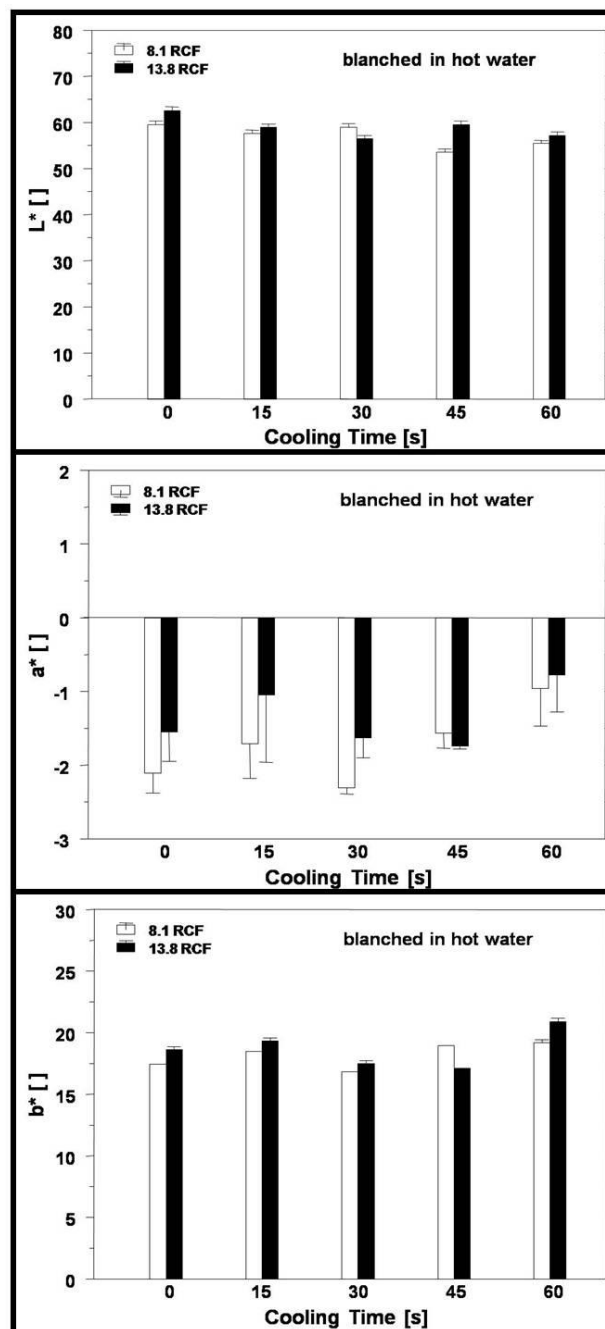 80
8.1 RCF
blanched in hot water
13.8 RCF
70
60
50
40
30
20
10
0
L* [ ]
0 15 30 45 60
Cooling Time [s]
2
8.1 RCF
blanched in hot water
13.8 RCF
1
0
-1
-2
-3
a* [ ]
0 15 30 45 60
Cooling Time [s]
30
8.1 RCF
blanched in hot water
13.8 RCF
25
20
15
10
5
0
b* [ ]
0 15 30 45 60
Cooling Time [s]